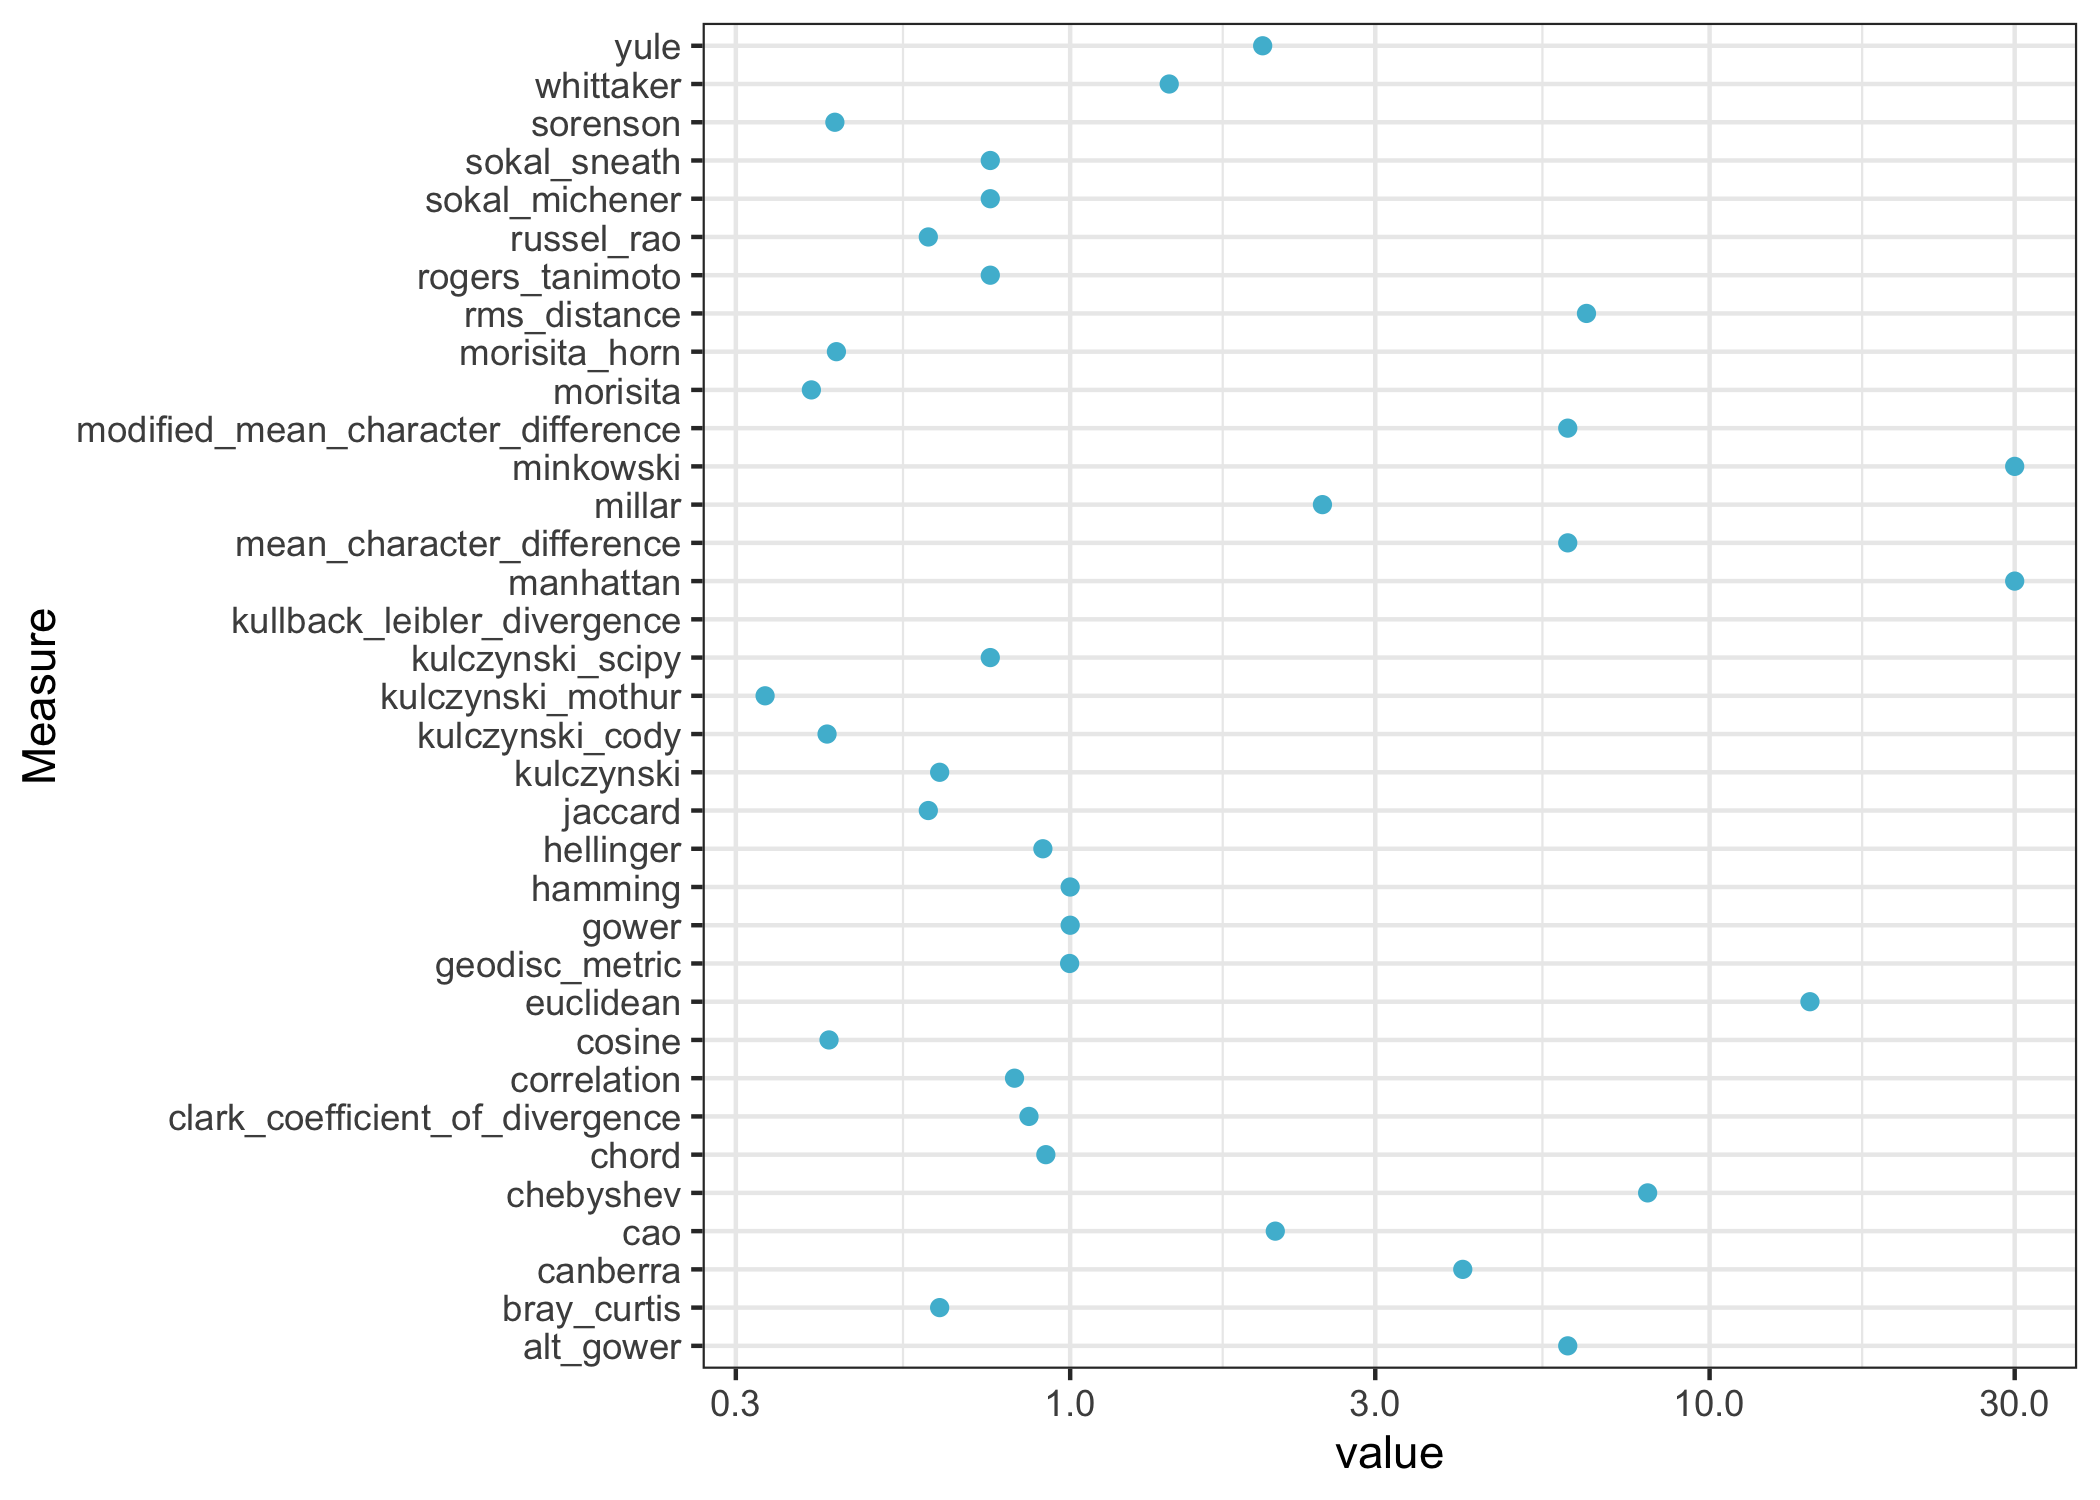 yule
whittaker
sorenson
sokal_sneath
sokal_michener
russel_rao
rogers_tanimoto
rms_distance
morisita_horn
morisita
modified_mean_character_difference
minkowski
millar
mean_character_difference
manhattan
kullback_leibler_divergence
kulczynski_scipy
kulczynski_mothur
kulczynski_cody
kulczynski
jaccard
hellinger
hamming
gower
geodisc_metric
euclidean
cosine
correlation
clark_coefficient_of_divergence
chord
chebyshev
cao
canberra
bray_curtis
alt_gower
Measure
0.3 1.0 3.0 10.0 30.0
value